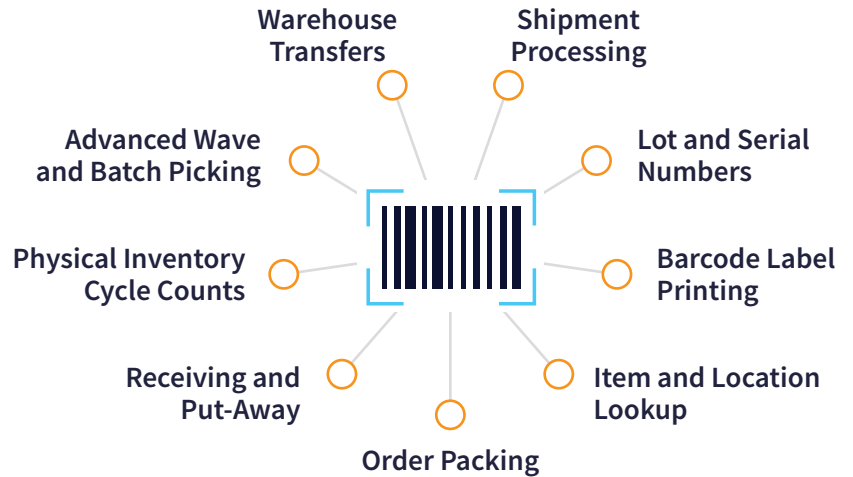 Warehouse
Transfers
Shipment
Processing
Advanced Wave
and Batch Picking
Lot and Serial
Numbers
Physical Inventory
Cycle Counts
Barcode Label
Printing
Receiving and
Put-Away
Item and Location
Lookup
Order Packing